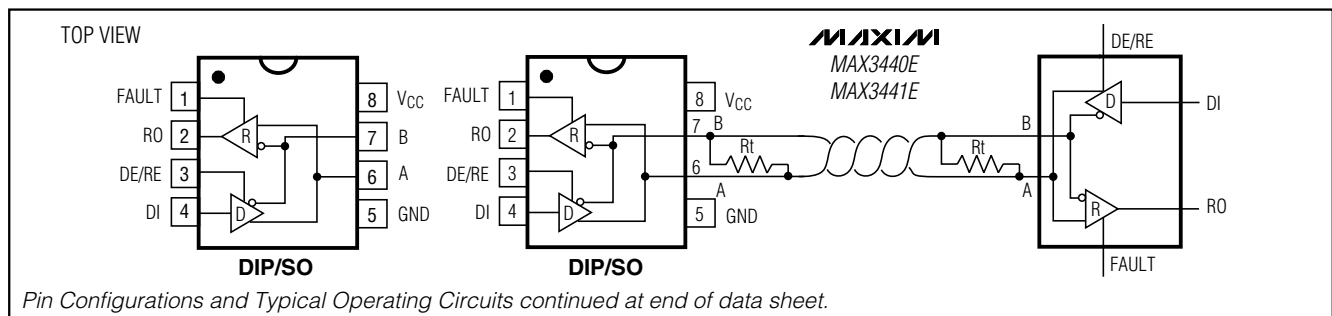 TOP VIEW
FAULT 1
RO 2
DE/RE 3
DI 4
8 VCC
7 B
6 A
5 GND
R
D
DIP/SO
FAULT 1
RO 2
DE/RE 3
DI 4
8 VCC
7 B
6 A
5 GND
R
D
DIP/SO
Rt
MAXIM
MAX3440E
MAX3441E
Rt
B
A
DE/RE
D
DI
R
RO
FAULT
Pin Configurations and Typical Operating Circuits continued at end of data sheet.